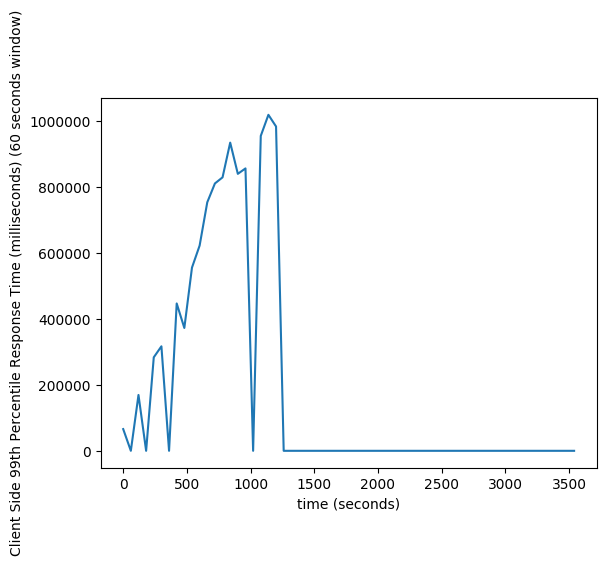 Client Side 99th Percentile Response Time (milliseconds) (60 seconds window)
1000000
800000
600000
400000
200000
0
0 500 1000 1500 2000 2500 3000 3500
time (seconds)